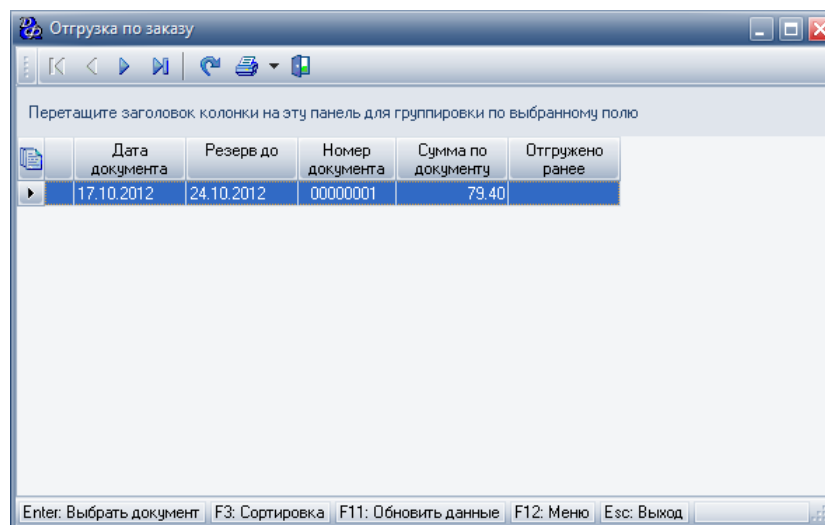 Отгрузка по заказу
Перетащите заголовок колонки на эту панель для группировки по выбранному полю
Дата документа Резерв до Номер документа Сумма по документу Отгружено ранее
17.10.2012 24.10.2012 00000001 79.40
Enter: Выбрать документ F3: Сортировка F11: Обновить данные F12: Меню Esc: Выход